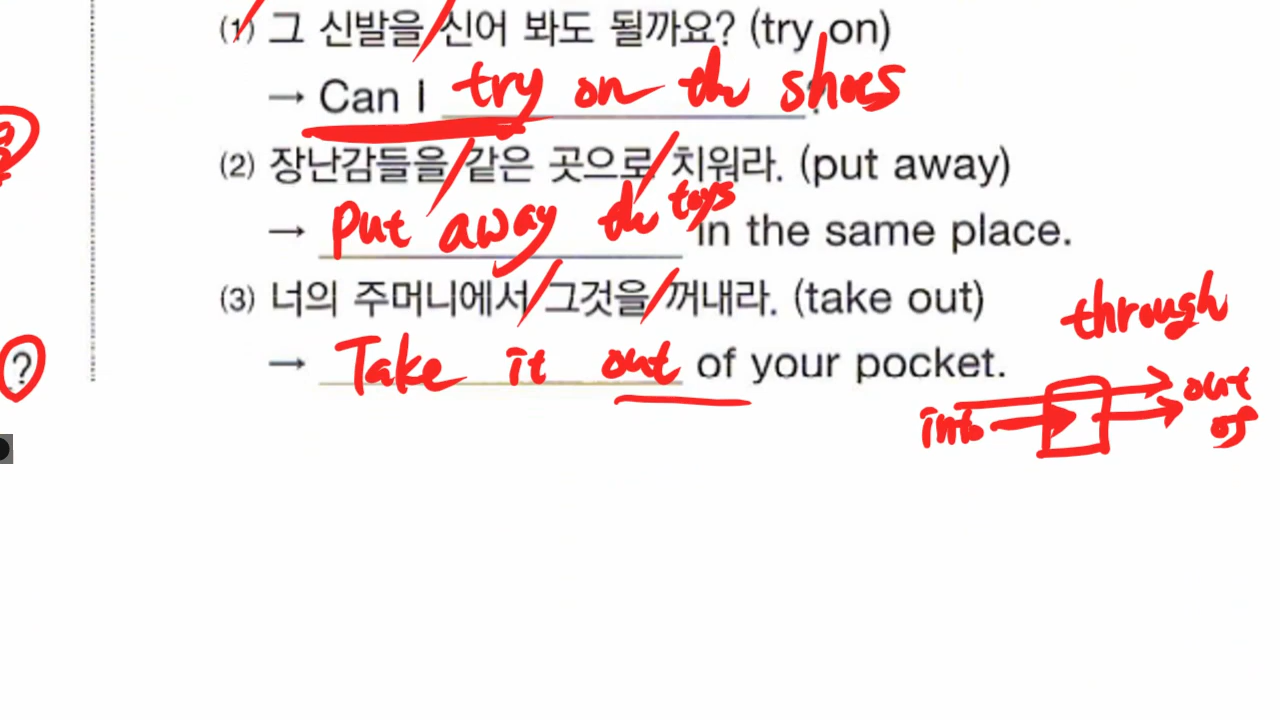 (1) 그 신발을 신어 봐도 될까요? (try on)
→ Can I try on the shoes?
(2) 장난감들을 같은 곳으로 치워라. (put away)
→ Put away the toys in the same place.
(3) 너의 주머니에서 그것을 꺼내라. (take out)
→ Take it out of your pocket.
through
into
out
of
?